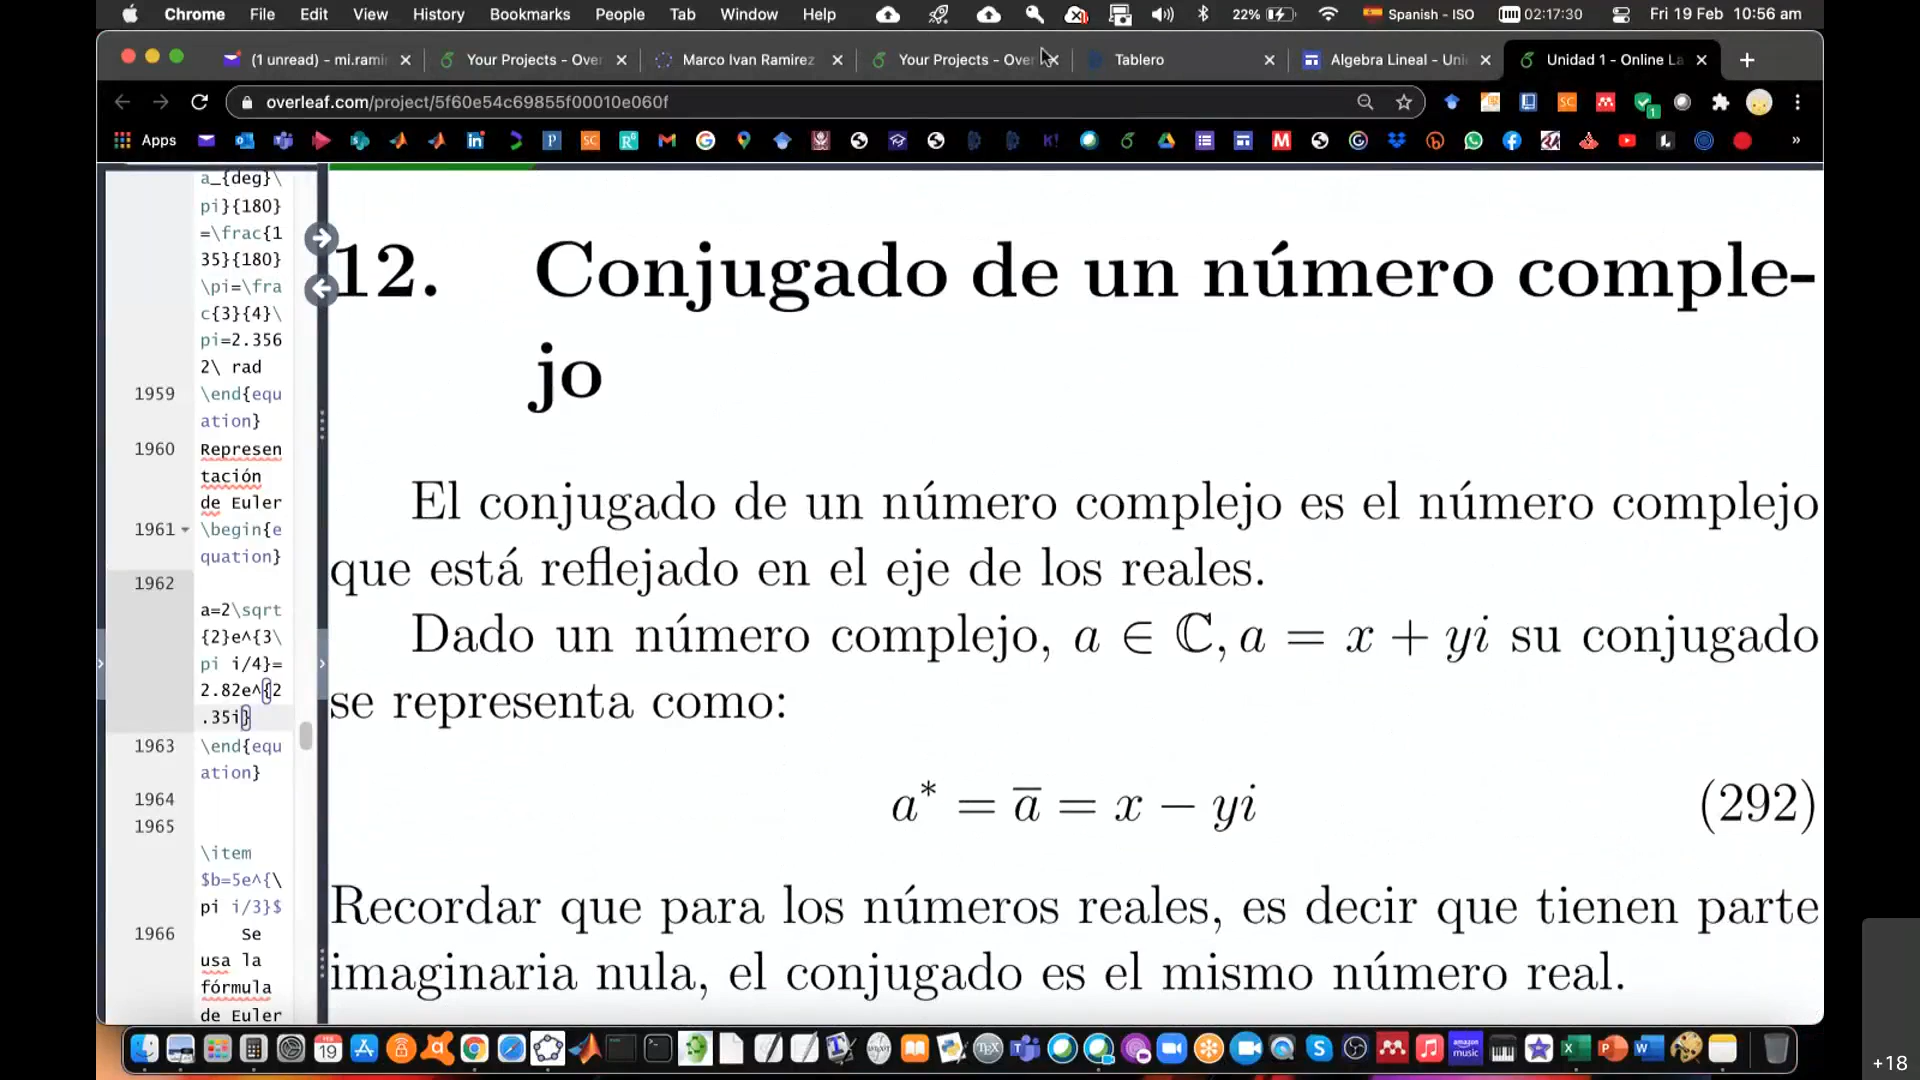 Chrome File Edit View History Bookmarks People Tab Window Help 22% Spanish - ISO 02:17:30 Fri 19 Feb 10:56 am
(1 unread) - mi.rami Your Projects - Over Marco Ivan Ramirez Your Projects - Over Tablero Algebra Lineal - Uni Unidad 1 - Online La
overleaf.com/project/5f60e54c69855f00010e060f
Apps
a_{deg}\
pi}{180}
=\frac{1
35}{180}
\pi=\fra
c{3}{4}\
pi=2.356
2\ rad
1959 \end{equ
ation}
1960 Represen
tación
de Euler
1961 \begin{e
quation}
1962
a=2\sqrt
{2}e^{3\
pi i/4}=
2.82e^{2
.35i}
1963 \end{equ
ation}
1964
1965
\item
$b=5e^{\
pi i/3}$
1966 Se
usa la
fórmula
de Euler
12. Conjugado de un número comple-
jo
El conjugado de un número complejo es el número complejo
que está reflejado en el eje de los reales.
Dado un número complejo, a ∈ ℂ, a = x + yi su conjugado
se representa como:
a* = a̅ = x − yi (292)
Recordar que para los números reales, es decir que tienen parte
imaginaria nula, el conjugado es el mismo número real.
+18